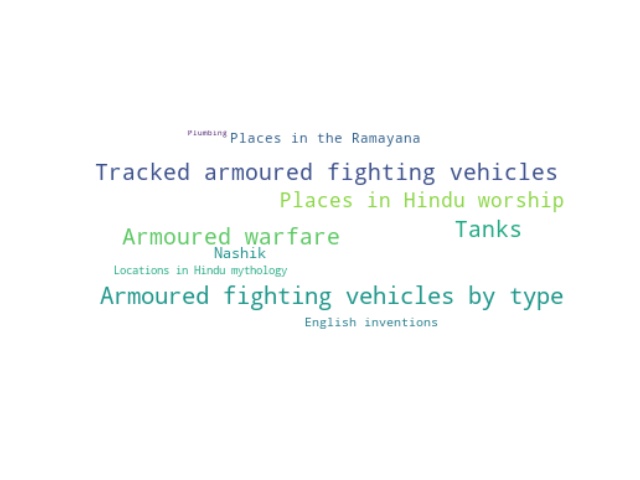 Plumbing
Places in the Ramayana
Tracked armoured fighting vehicles
Places in Hindu worship
Tanks
Armoured warfare
Nashik
Locations in Hindu mythology
Armoured fighting vehicles by type
English inventions